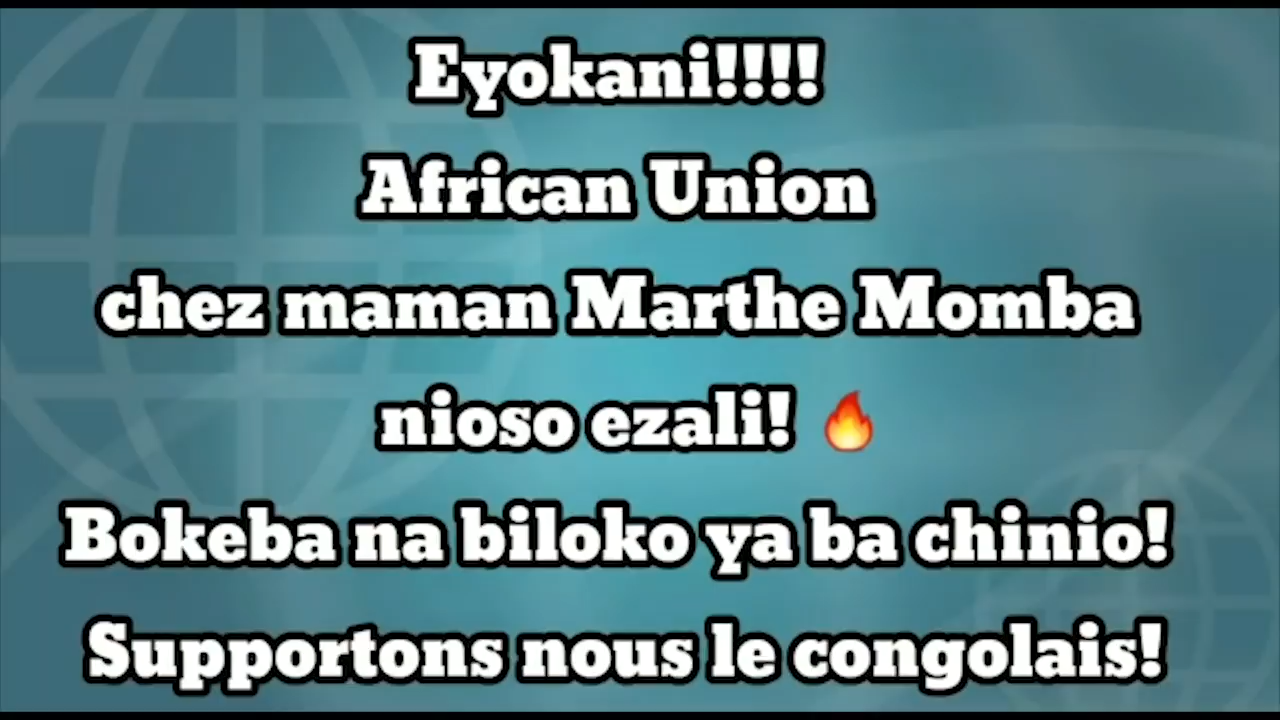 Eyokani!!!!
African Union
chez maman Marthe Momba
nioso ezali! 🔥
Bokeba na biloko ya ba chinio!
Supportons nous le congolais!